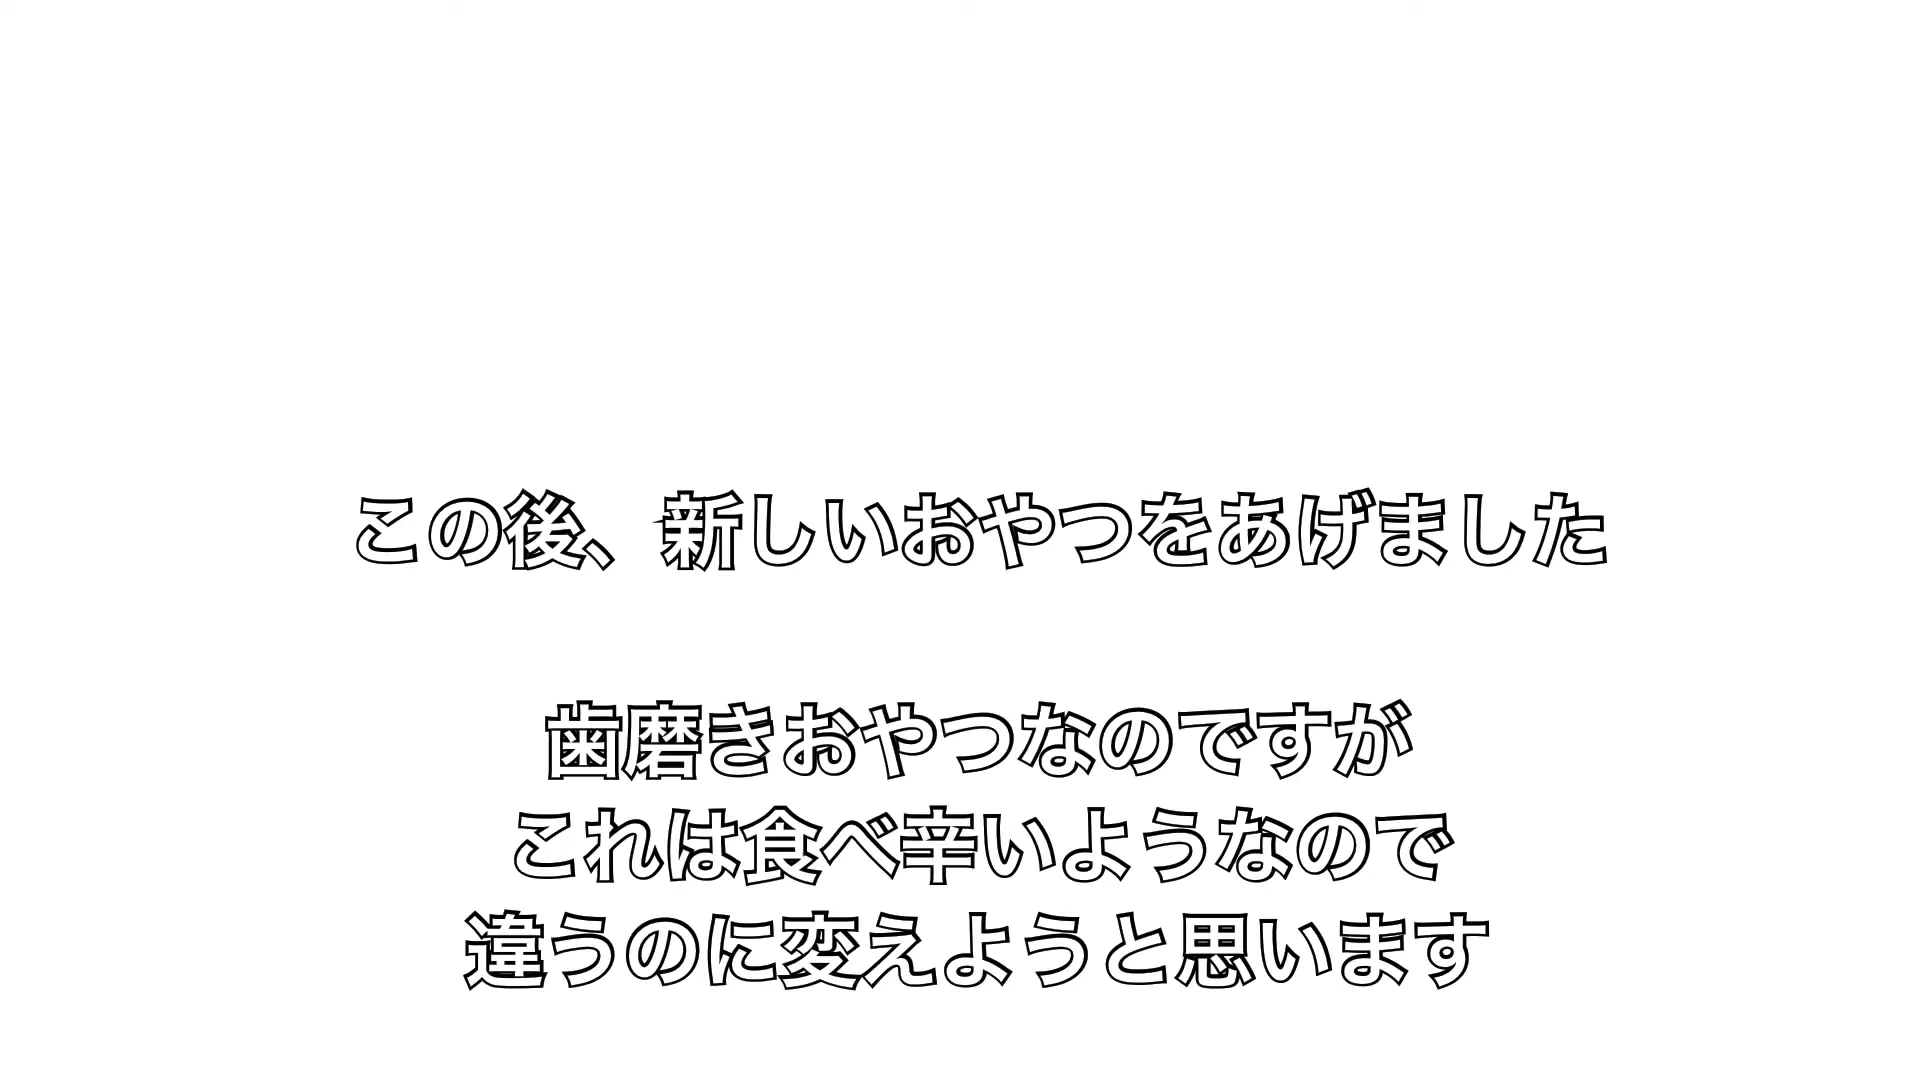 この後、新しいおやつをあげました
歯磨きおやつなのですが
これは食べ辛いようなので
違うのに変えようと思います